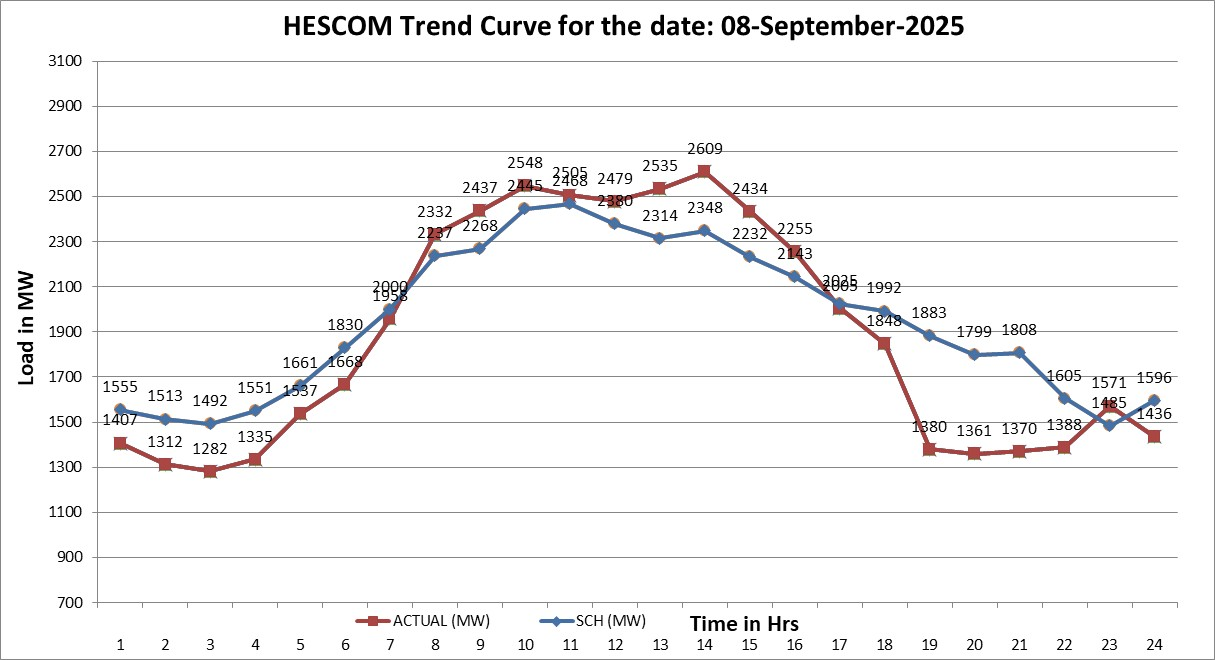 HESCOM Trend Curve for the date: 08-September-2025
Load in MW
3100
2900
2700
2500
2300
2100
1900
1700
1500
1300
1100
900
700
1555 1513 1492 1551 1661 1830 2000 2237 2268 2445 2468 2380 2314 2348 2232 2143 2025 1992 1883 1799 1808 1605 1485 1596
1407 1312 1282 1335 1537 1668 1958 2332 2437 2548 2505 2479 2535 2609 2434 2255 1848 1380 1361 1370 1388 1571 1436
ACTUAL (MW) SCH (MW) Time in Hrs
1 2 3 4 5 6 7 8 9 10 11 12 13 14 15 16 17 18 19 20 21 22 23 24